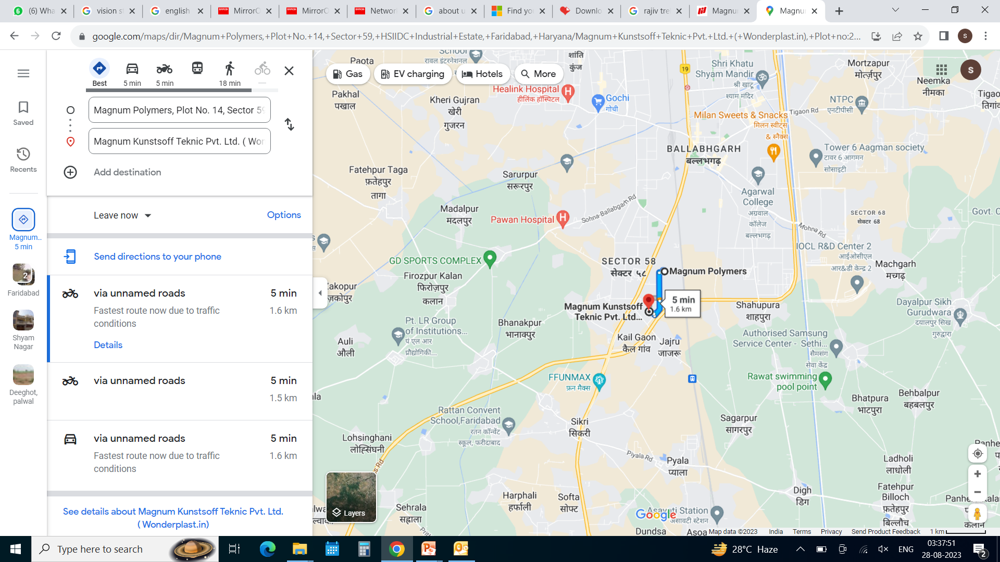 (6) Wha
vision s
english
MirrorO
MirrorO
Networ
about u
Find yo
Downlo
rajiv tre
Magnu
Magnu
google.com/maps/dir/Magnum+Polymers,+Plot+No.+14,+Sector+59,+HSIIDC+Industrial+Estate,+Faridabad,+Haryana/Magnum+Kunstsoff+Teknic+Pvt.+Ltd.+(+Wonderplast.in),+Plot+no:2...
S
Saved
Recents
Magnum...
5 min
2
Faridabad
Shyam
Nagar
Deeghot,
palwal
Best
5 min
5 min
18 min
Magnum Polymers, Plot No. 14, Sector 59
Magnum Kunstsoff Teknic Pvt. Ltd. ( Wor
Add destination
Leave now
Options
Send directions to your phone
via unnamed roads 5 min
Fastest route now due to traffic 1.6 km
conditions
Details
via unnamed roads 5 min
1.5 km
via unnamed roads 5 min
Fastest route now due to traffic 1.6 km
conditions
See details about Magnum Kunstsoff Teknic Pvt. Ltd.
( Wonderplast.in)
Gas
EV charging
Hotels
More
S
Paota
School
रावल इंटरनेशनल
शांति
कुंज
19
Shri Khatu
Shyam Mandir
श्री खाटू
श्याम मंदिर
Mortzapur
मोर्त्ज़पुर
Neemka
नीमका
Pakhal
पखाल
Kheri Gujran
खेरी
गुजरन
Healink Hospital
हीलिंक हॉस्पिटल
Gochi
गोची
NTPC
एनटीपीसी
Tigao
तिगां
Milan Sweets & Snacks
मिलन स्वीट्स
& स्नैक्स
Tigaon Rd
BALLABHGARH
बल्लभगढ़
Tower 6 Aagman society
टावर 6 आगमन
सोसाइटी
Fatehpur Taga
फ़तेहपुर
तागा
Sarurpur
सरूरपुर
Agarwal
College
अग्रवाल
कॉलेज
बल्लभगढ़
Madalpur
मदलपुर
Sohna-Ballabgarh Rd
Pawan Hospital
SECTOR 68
सेक्टर 68
Govt. C
Mohna Rd
IOCL R&D Center 2
आईओसीएल
आर&डी केन्द्र 2
Machgarh
मचाढ़
GD SPORTS COMPLEX
SECTOR 58
सेक्टर ५८
Firozpur Kalan
फिरोज़पुर
कलान
Magnum Polymers
Zakopur
ज़कोपुर
5 min
1.6 km
Magnum Kunstsoff
Teknic Pvt. Ltd...
Shahupura
शाहपुरा
Dayalpur Sikh
Gurudwara
दयालपुर सिख
गुरुद्वारा
Pt. LR Group
of Institutions...
पं एल आर
प्रौद्योगिकी...
Bhanakpur
भानाक्पुर
Auli
औली
Kail Gaon
कैल गांव
Jajru
जाजरू
Authorised Samsung
Service Center - Sethi...
सैमसंग
सेवा केंद्र
FFUNMAX
फ़न मैक्स
Rawat swimming
pool point
Bhatpura
भाटपुरा
Behbalpur
बहबलपुर
Rattan Convent
School,Faridabad
रतन कॉन्वेंट
स्कूल, फरीदाबाद
Sikri
सिकरी
Sagarpur
सागरपुर
Lohsinghani
लोह्सिंघनी
Piyala Rd
Pyala
प्याला
Ladholi
लाधोली
Harphali
हर्फाली
Softa
सोफ्ट
Digh
डिग
Fatehpur
Billoch
फ़तेहपुर
बिल्लौच
Sehrala
सह्राला
Asavati Station
असावटी स्टेशन
Dundsa
Asoa
Layers
Google
Map data ©2023 India Terms Privacy Send Product Feedback 1 km
Type here to search
28°C Haze
ENG
03:37:51
28-08-2023
2